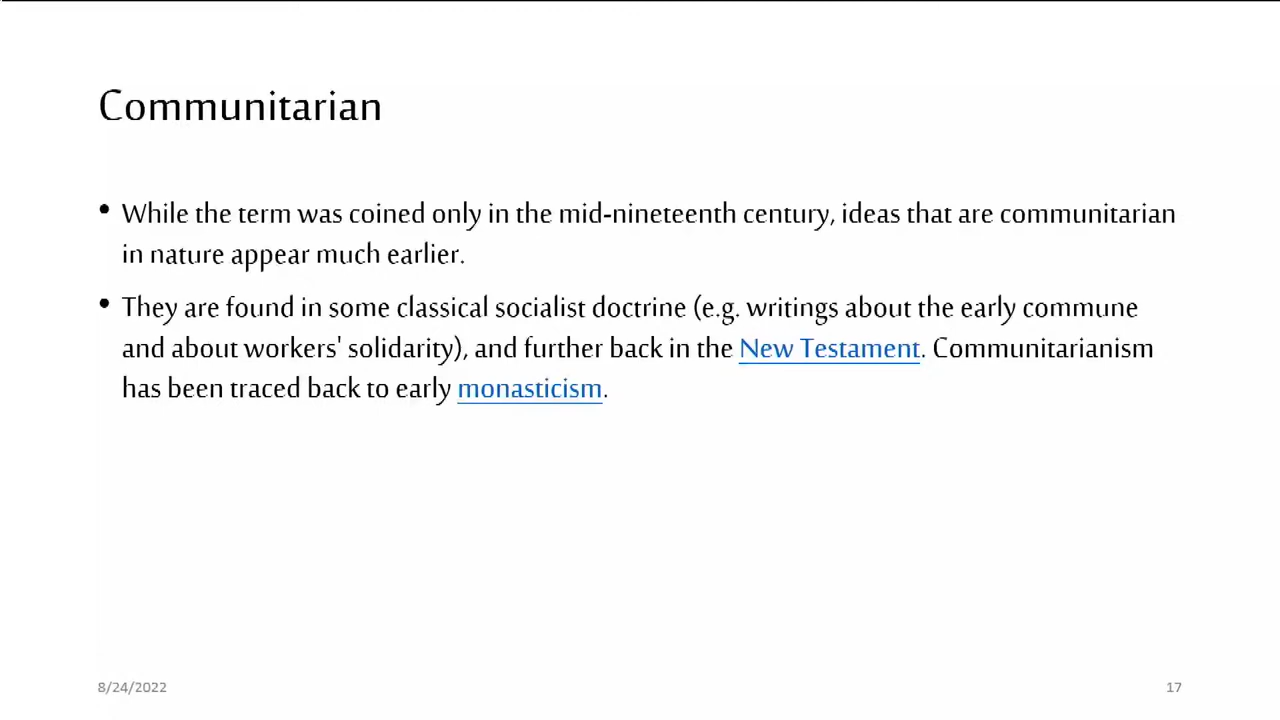 Communitarian
• While the term was coined only in the mid-nineteenth century, ideas that are communitarian
in nature appear much earlier.
• They are found in some classical socialist doctrine (e.g. writings about the early commune
and about workers' solidarity), and further back in the New Testament. Communitarianism
has been traced back to early monasticism.
8/24/2022
17